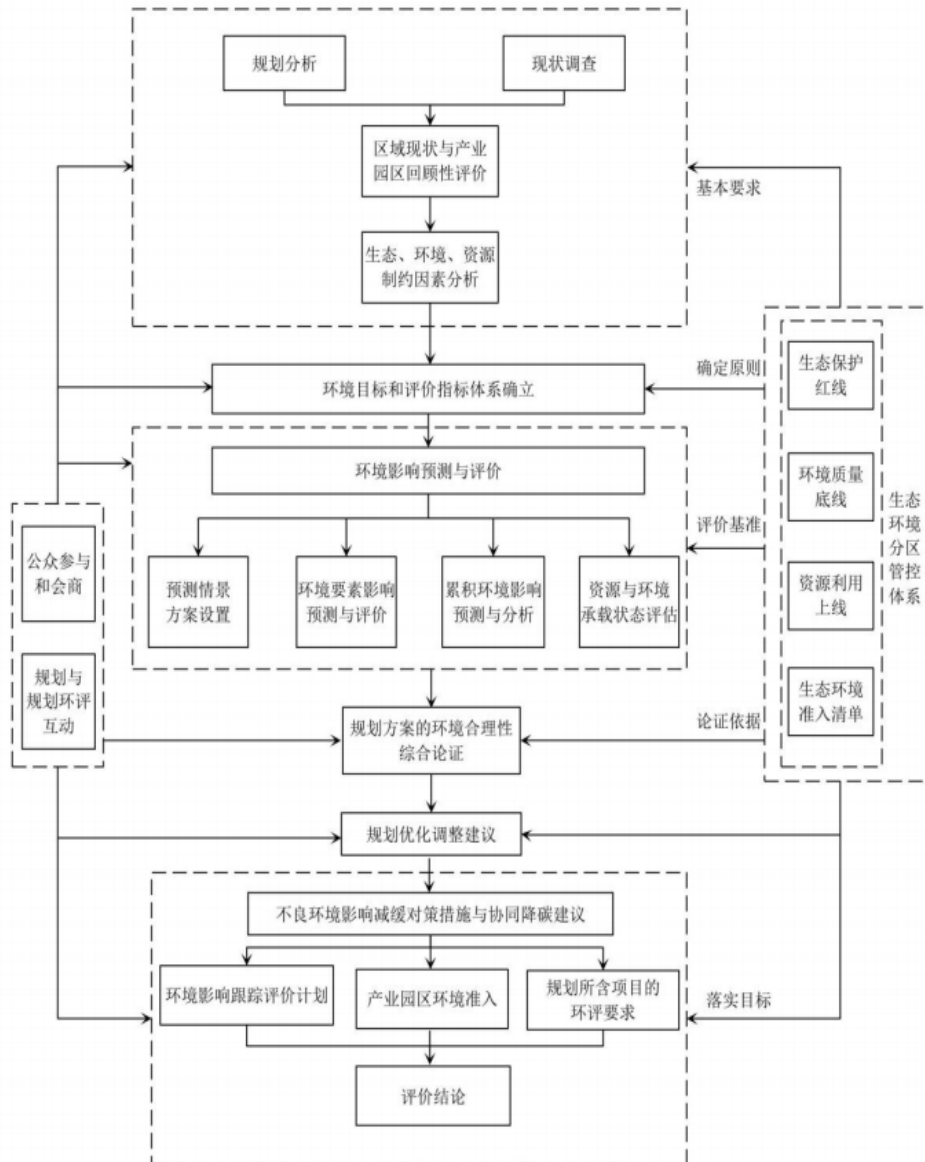 规划分析
现状调查
区域现状与产业
园区回顾性评价
基本要求
生态、环境、资源
制约因素分析
环境目标和评价指标体系确立
确定原则
生态保护
红线
环境影响预测与评价
环境质量
底线
评价基准
公众参与
和会商
预测情景
方案设置
环境要素影响
预测与评价
累积环境影响
预测与分析
资源与环境
承载状态评估
资源利用
上线
生态
环境
分区
管控
体系
规划与
规划环评
互动
生态环境
准入清单
规划方案的环境合理性
综合论证
论证依据
规划优化调整建议
不良环境影响减缓对策措施与协同降碳建议
环境影响跟踪评价计划
产业园区环境准入
规划所含项目的
环评要求
落实目标
评价结论